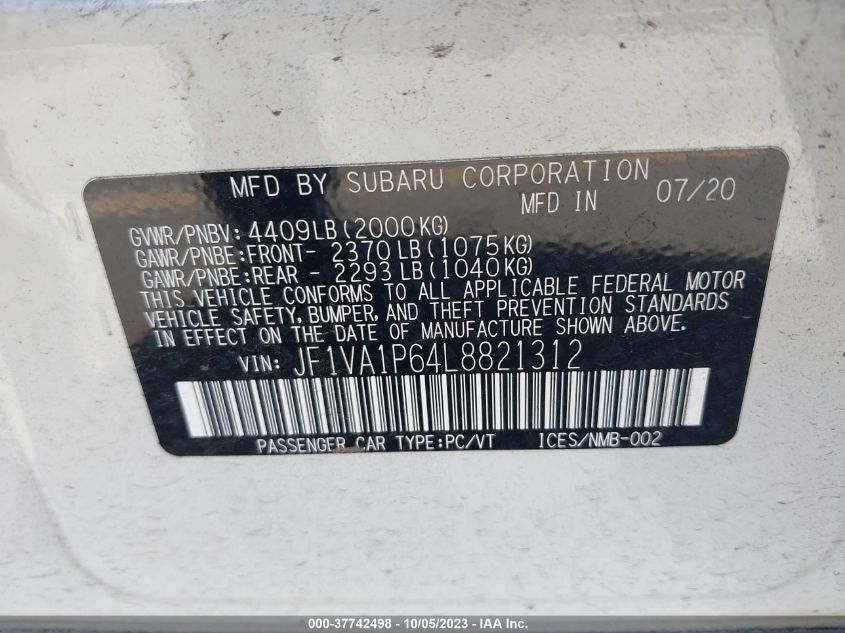 MFD BY SUBARU CORPORATION
MFD IN 07/20
GVWR/PNBV: 4409LB(2000KG)
GAWR/PNBE:FRONT- 2370LB(1075KG)
GAWR/PNBE:REAR - 2293LB(1040KG)
THIS VEHICLE CONFORMS TO ALL APPLICABLE FEDERAL MOTOR
VEHICLE SAFETY, BUMPER, AND THEFT PREVENTION STANDARDS
IN EFFECT ON THE DATE OF MANUFACTURE SHOWN ABOVE.
VIN: JF1VA1P64L8821312
PASSENGER CAR TYPE:PC/VT ICES/NMB-002
000-37742498 - 10/05/2023 - IAA Inc.